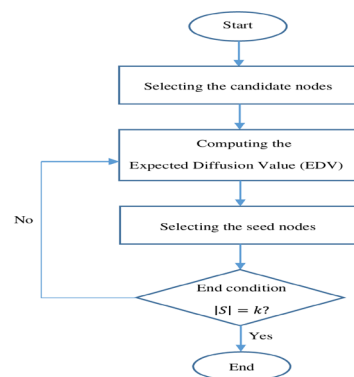 Start
Selecting the candidate nodes
Computing the
Expected Diffusion Value (EDV)
Selecting the seed nodes
No
End condition
|S| = k?
Yes
End